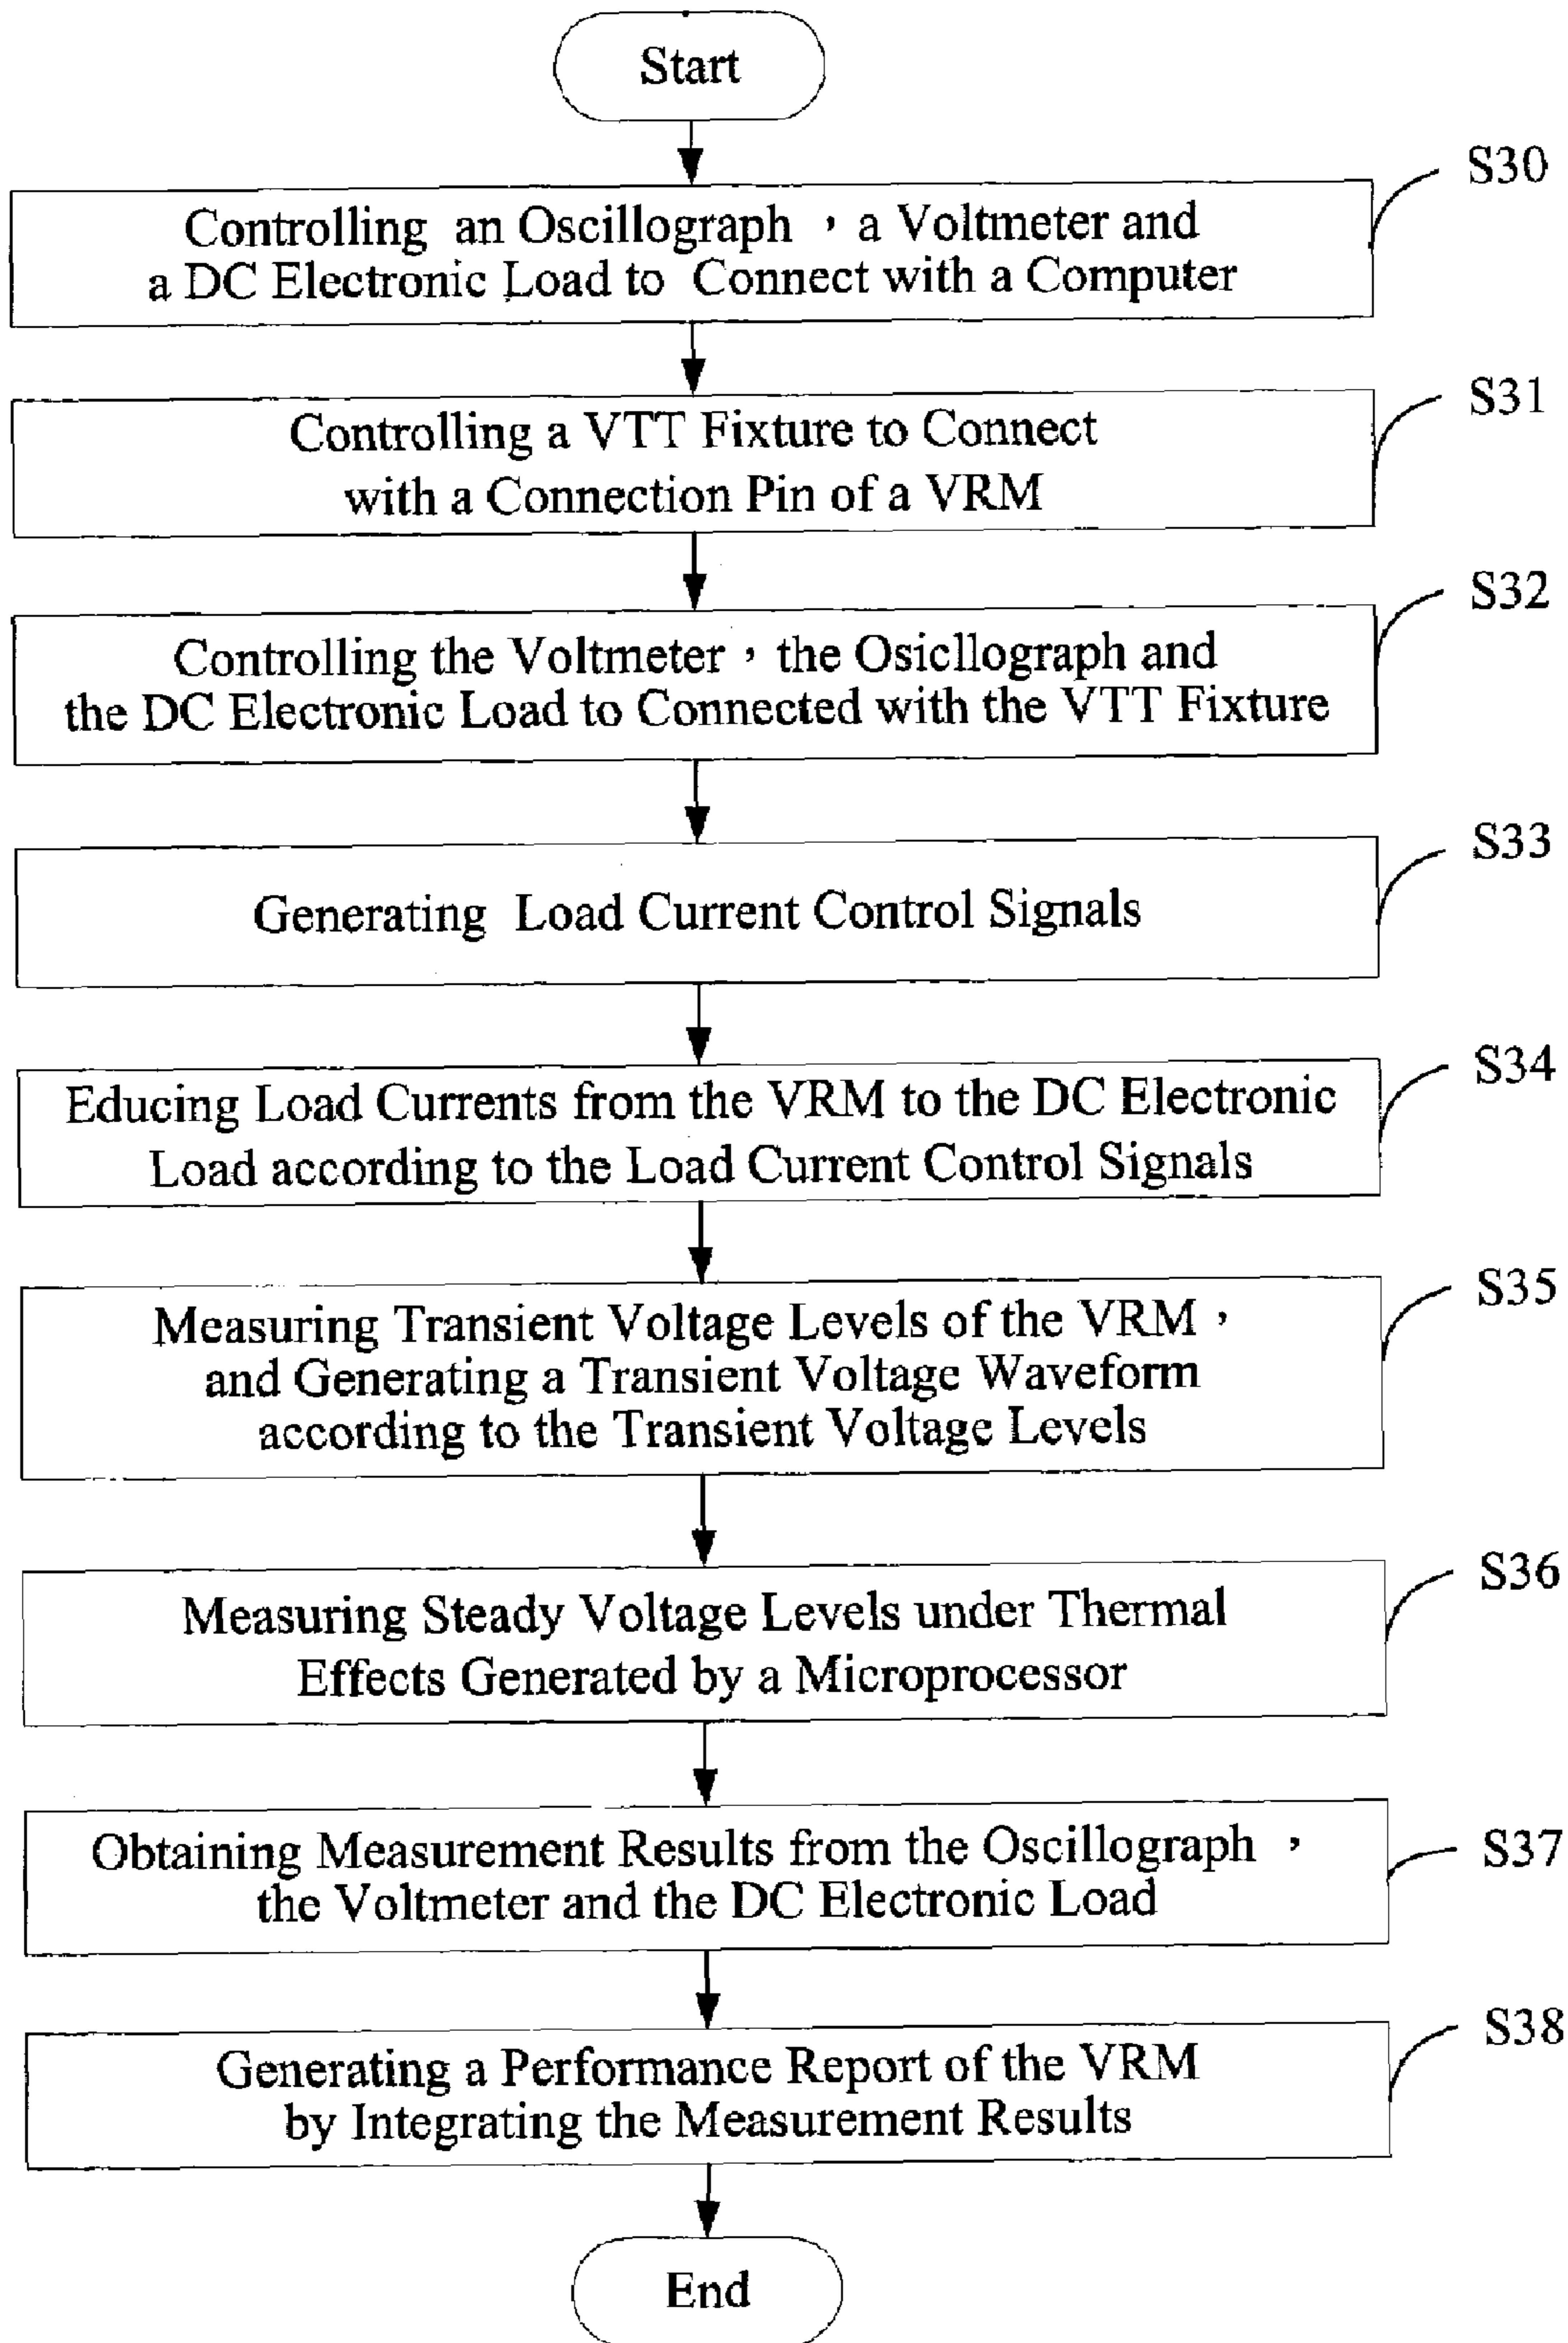 Start
S30
Controlling an Oscillograph , a Voltmeter and
a DC Electronic Load to Connect with a Computer
S31
Controlling a VTT Fixture to Connect
with a Connection Pin of a VRM
S32
Controlling the Voltmeter , the Osicllograph and
the DC Electronic Load to Connected with the VTT Fixture
S33
Generating Load Current Control Signals
S34
Educing Load Currents from the VRM to the DC Electronic
Load according to the Load Current Control Signals
S35
Measuring Transient Voltage Levels of the VRM ,
and Generating a Transient Voltage Waveform
according to the Transient Voltage Levels
S36
Measuring Steady Voltage Levels under Thermal
Effects Generated by a Microprocessor
S37
Obtaining Measurement Results from the Oscillograph ,
the Voltmeter and the DC Electronic Load
S38
Generating a Performance Report of the VRM
by Integrating the Measurement Results
End